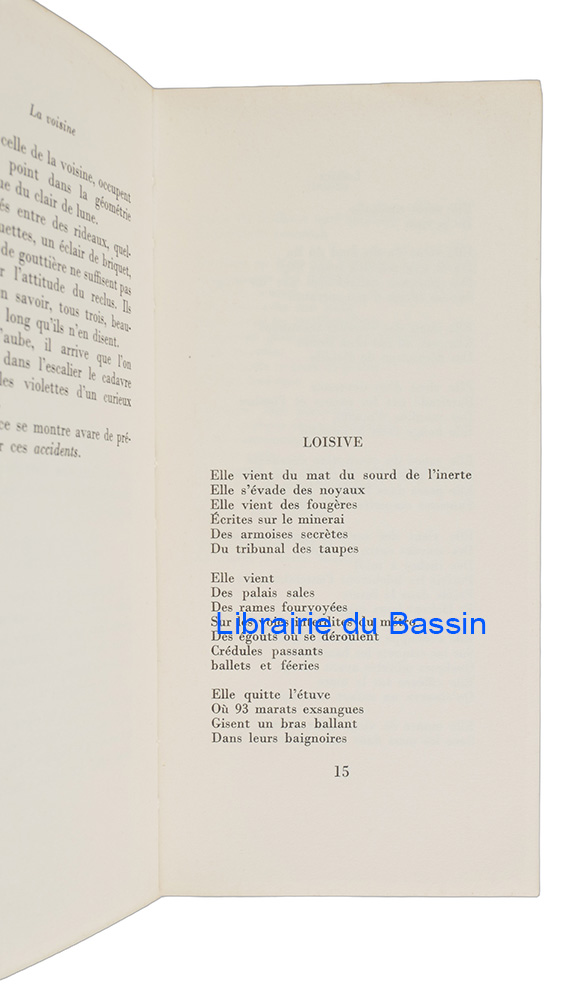 La voisine
celle de la voisine, occupent
point dans la géométrie
du clair de lune.
entre des rideaux, quel-
un éclair de briquet,
de gouttière ne suffisent pas
l'attitude du reclus. Ils
savoir, tous trois, beau-
long qu'ils n'en disent.
l'aube, il arrive que l'on
dans l'escalier le cadavre
violettes d'un curieux
se montre avare de pré-
ces accidents.
LOISIVE
Elle vient du mat du sourd de l'inerte
Elle s'évade des noyaux
Elle vient des fougères
Écrites sur le minerai
Des armoises secrètes
Du tribunal des taupes
Elle vient
Des palais sales
Des rames fourvoyées
Sur les voies interdites du métro
Librairie du Bassin
Des égouts où se déroulent
Crédules passants
ballets et féeries
Elle quitte l'étuve
Où 93 marats exsangues
Gisent un bras ballant
Dans leurs baignoires
15